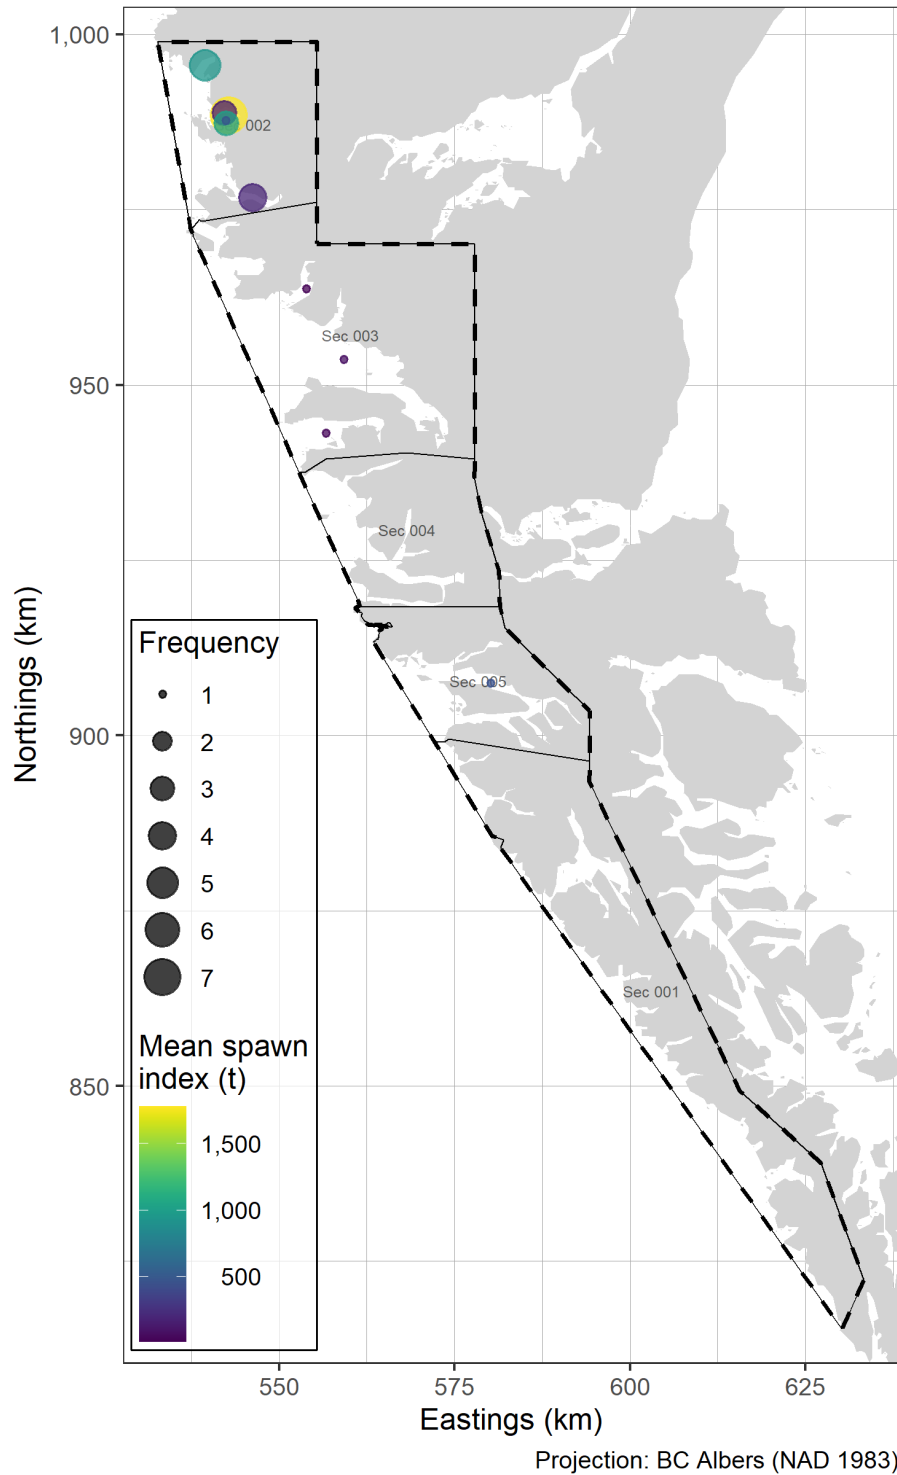 1,000
002
Sec 003
950
Sec 004
Frequency
1
2
3
4
5
6
7
Sec 005
900
Northings (km)
Sec 001
Mean spawn
index (t)
1,500
1,000
500
850
550
575
600
625
Eastings (km)
Projection: BC Albers (NAD 1983)